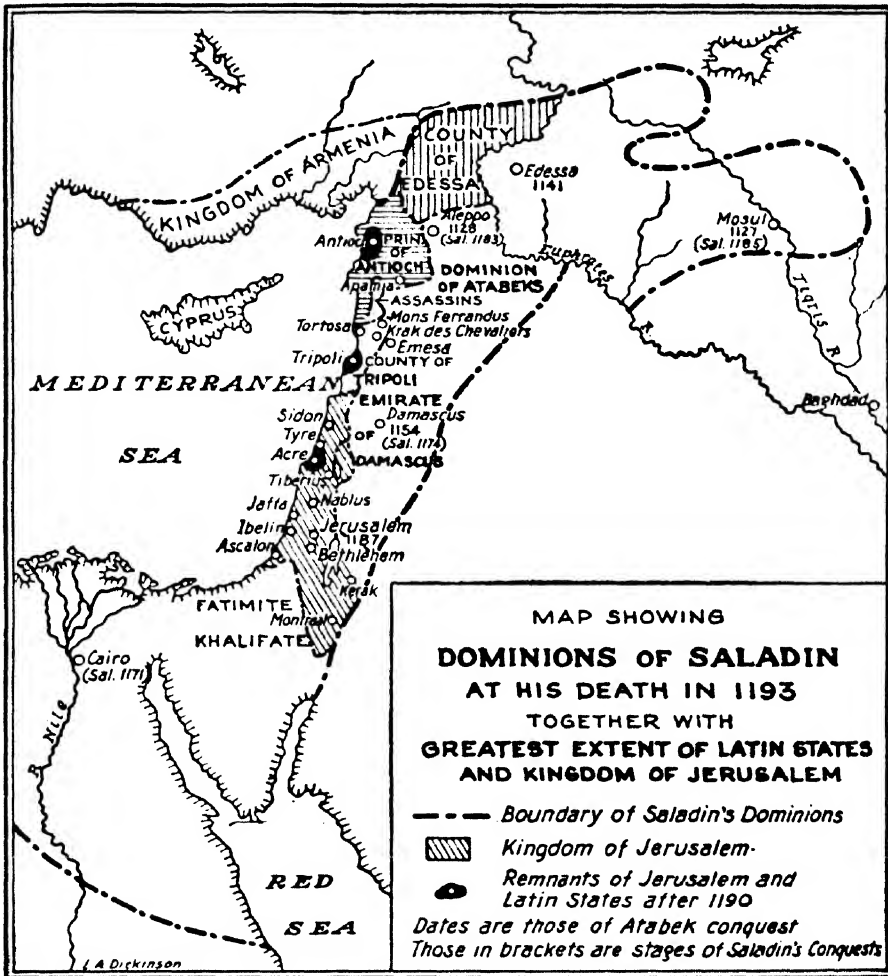 KINGDOM OF ARMENIA
COUNTY
OF
EDESSA
Edessa
1141
Aleppo
1128
(Sal. 1183)
Mosul
1127
(Sal. 1185)
Antioch
PRIN.
OF
ANTIOCH
Apamia
DOMINION
OF ATABEKS
Euphrates
R.
Tigris R
Baghdad
CYPRUS
ASSASSINS
Mons Ferrandus
Krak des Chevaliers
Emesa
Tortosa
Tripoli
COUNTY OF
TRIPOLI
MEDITERRANEAN
SEA
EMIRATE
OF
DAMASCUS
Damascus
1154
(Sal. 1174)
Sidon
Tyre
Acre
Tiberius
Jaffa
Nablus
Ibelin
Jerusalem
1187
Ascalon
Bethleham
Kerak
Montreal
FATIMITE
KHALIFATE
Cairo
(Sal. 1171)
R Nile
RED
SEA
L A Dickinson
MAP SHOWING
DOMINIONS OF SALADIN
AT HIS DEATH IN 1193
TOGETHER WITH
GREATEST EXTENT OF LATIN STATES
AND KINGDOM OF JERUSALEM
Boundary of Saladin's Dominions
Kingdom of Jerusalem-
Remnants of Jerusalem and
Latin States after 1190
Dates are those of Atabek conquest
Those in brackets are stages of Saladin's Conquests